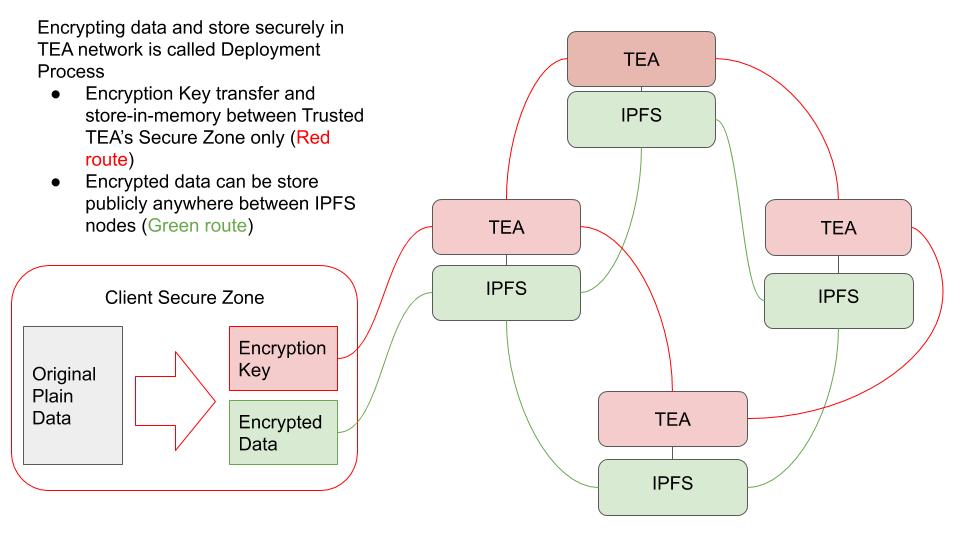 Encrypting data and store securely in
TEA network is called Deployment
Process
● Encryption Key transfer and
store-in-memory between Trusted
TEA's Secure Zone only (Red
route)
● Encrypted data can be store
publicly anywhere between IPFS
nodes (Green route)
Client Secure Zone
Original
Plain
Data
Encryption
Key
Encrypted
Data
TEA
IPFS
TEA
IPFS
TEA
IPFS
TEA
IPFS